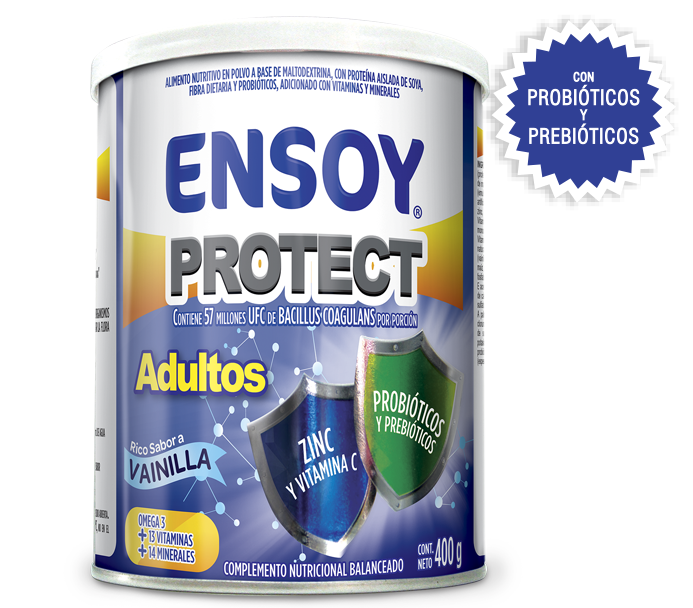 ALIMENTO NUTRITIVO EN POLVO A BASE DE MALTODEXTRINA, CON PROTEÍNA AISLADA DE SOYA,
FIBRA DIETARIA Y PROBIÓTICOS, ADICIONADO CON VITAMINAS Y MINERALES
CON
PROBIÓTICOS
Y
PREBIÓTICOS
ENSOY®
PROTECT
CONTIENE 57 MILLONES UFC DE BACILLUS COAGULANS POR PORCIÓN
Adultos
PROBIÓTICOS
Y PREBIÓTICOS
ZINC
Y VITAMINA C
Rico Sabor a
VAINILLA
OMEGA 3
+ 13 VITAMINAS
+ 14 MINERALES
COMPLEMENTO NUTRICIONAL BALANCEADO
CONT.
NETO 400 g